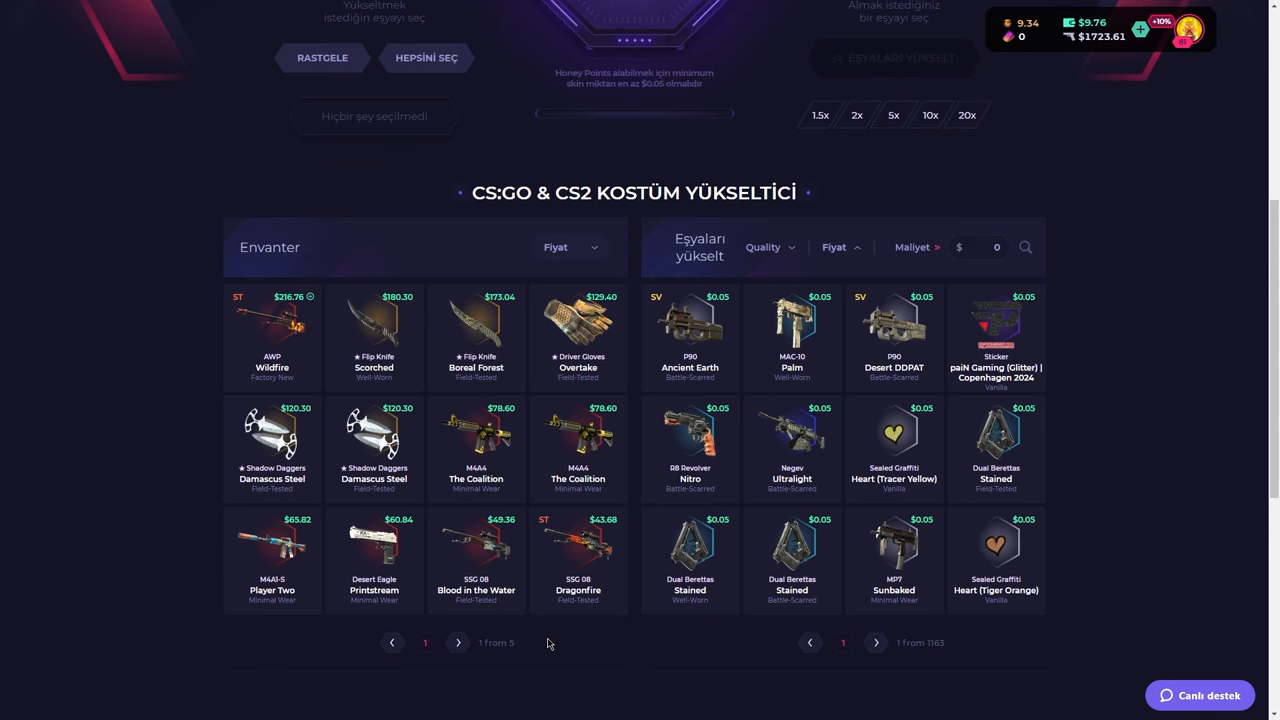 Yükseltmek
istediğin eşyayı seç
Almak istediğiniz
bir eşyayı seç
9.34
$9.76
0
$1723.61
+10%
81
RASTGELE
HEPSİNİ SEÇ
EŞYALARI YÜKSELT
Honey Points alabilmek için minimum
skin miktarı en az $0.05 olmalıdır
Hiçbir şey seçilmedi
1.5x
2x
5x
10x
20x
CS:GO & CS2 KOSTÜM YÜKSELTİCİ
Envanter
Fiyat
Eşyaları
yükselt
Quality
Fiyat
Maliyet >
$ 0
ST $216.76
AWP
Wildfire
Factory New
$180.30
★ Flip Knife
Scorched
Well-Worn
$173.04
★ Flip Knife
Boreal Forest
Field-Tested
$129.40
★ Driver Gloves
Overtake
Field-Tested
SV $0.05
P90
Ancient Earth
Battle-Scarred
$0.05
MAC-10
Palm
Well-Worn
SV $0.05
P90
Desert DDPAT
Battle-Scarred
$0.05
Sticker
paiN Gaming (Glitter) |
Copenhagen 2024
Vanilla
$120.30
★ Shadow Daggers
Damascus Steel
Field-Tested
$120.30
★ Shadow Daggers
Damascus Steel
Field-Tested
$78.60
M4A4
The Coalition
Minimal Wear
$78.60
M4A4
The Coalition
Minimal Wear
$0.05
R8 Revolver
Nitro
Battle-Scarred
$0.05
Negev
Ultralight
Battle-Scarred
$0.05
Sealed Graffiti
Heart (Tracer Yellow)
Vanilla
$0.05
Dual Berettas
Stained
Field-Tested
$65.82
M4A1-S
Player Two
Minimal Wear
$60.84
Desert Eagle
Printstream
Minimal Wear
$49.36
SSG 08
Blood in the Water
Field-Tested
ST $43.68
SSG 08
Dragonfire
Field-Tested
$0.05
Dual Berettas
Stained
Well-Worn
$0.05
Dual Berettas
Stained
Battle-Scarred
$0.05
MP7
Sunbaked
Minimal Wear
$0.05
Sealed Graffiti
Heart (Tiger Orange)
Vanilla
1
1 from 5
1
1 from 1163
Canlı destek